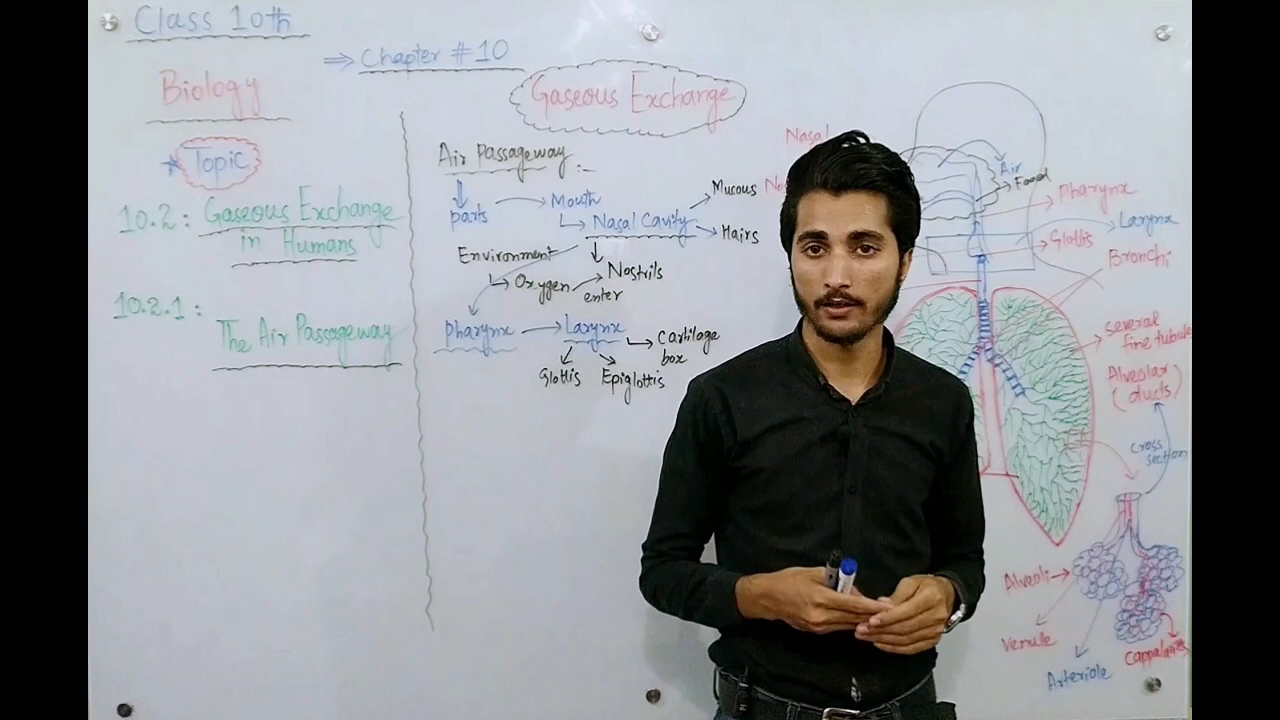 Class 10th
⇒ Chapter # 10
Biology
Gaseous Exchange
Topic
10.2: Gaseous Exchange
in Humans
10.2.1:
The Air Passageway
Air Passageway :-
parts
Mouth
Nasal Cavity
Mucous
Hairs
Environment
Oxygen
enter
Nostrils
Pharynx
Larynx
Cartilage
box
Glottis
Epiglottis
Nasal
Air
Food
Pharynx
Larynx
Glottis
Bronchi
several
fine tubule
Alveolar
(ducts)
cross
section
Alveoli
Venule
Arteriole
Cappalaries